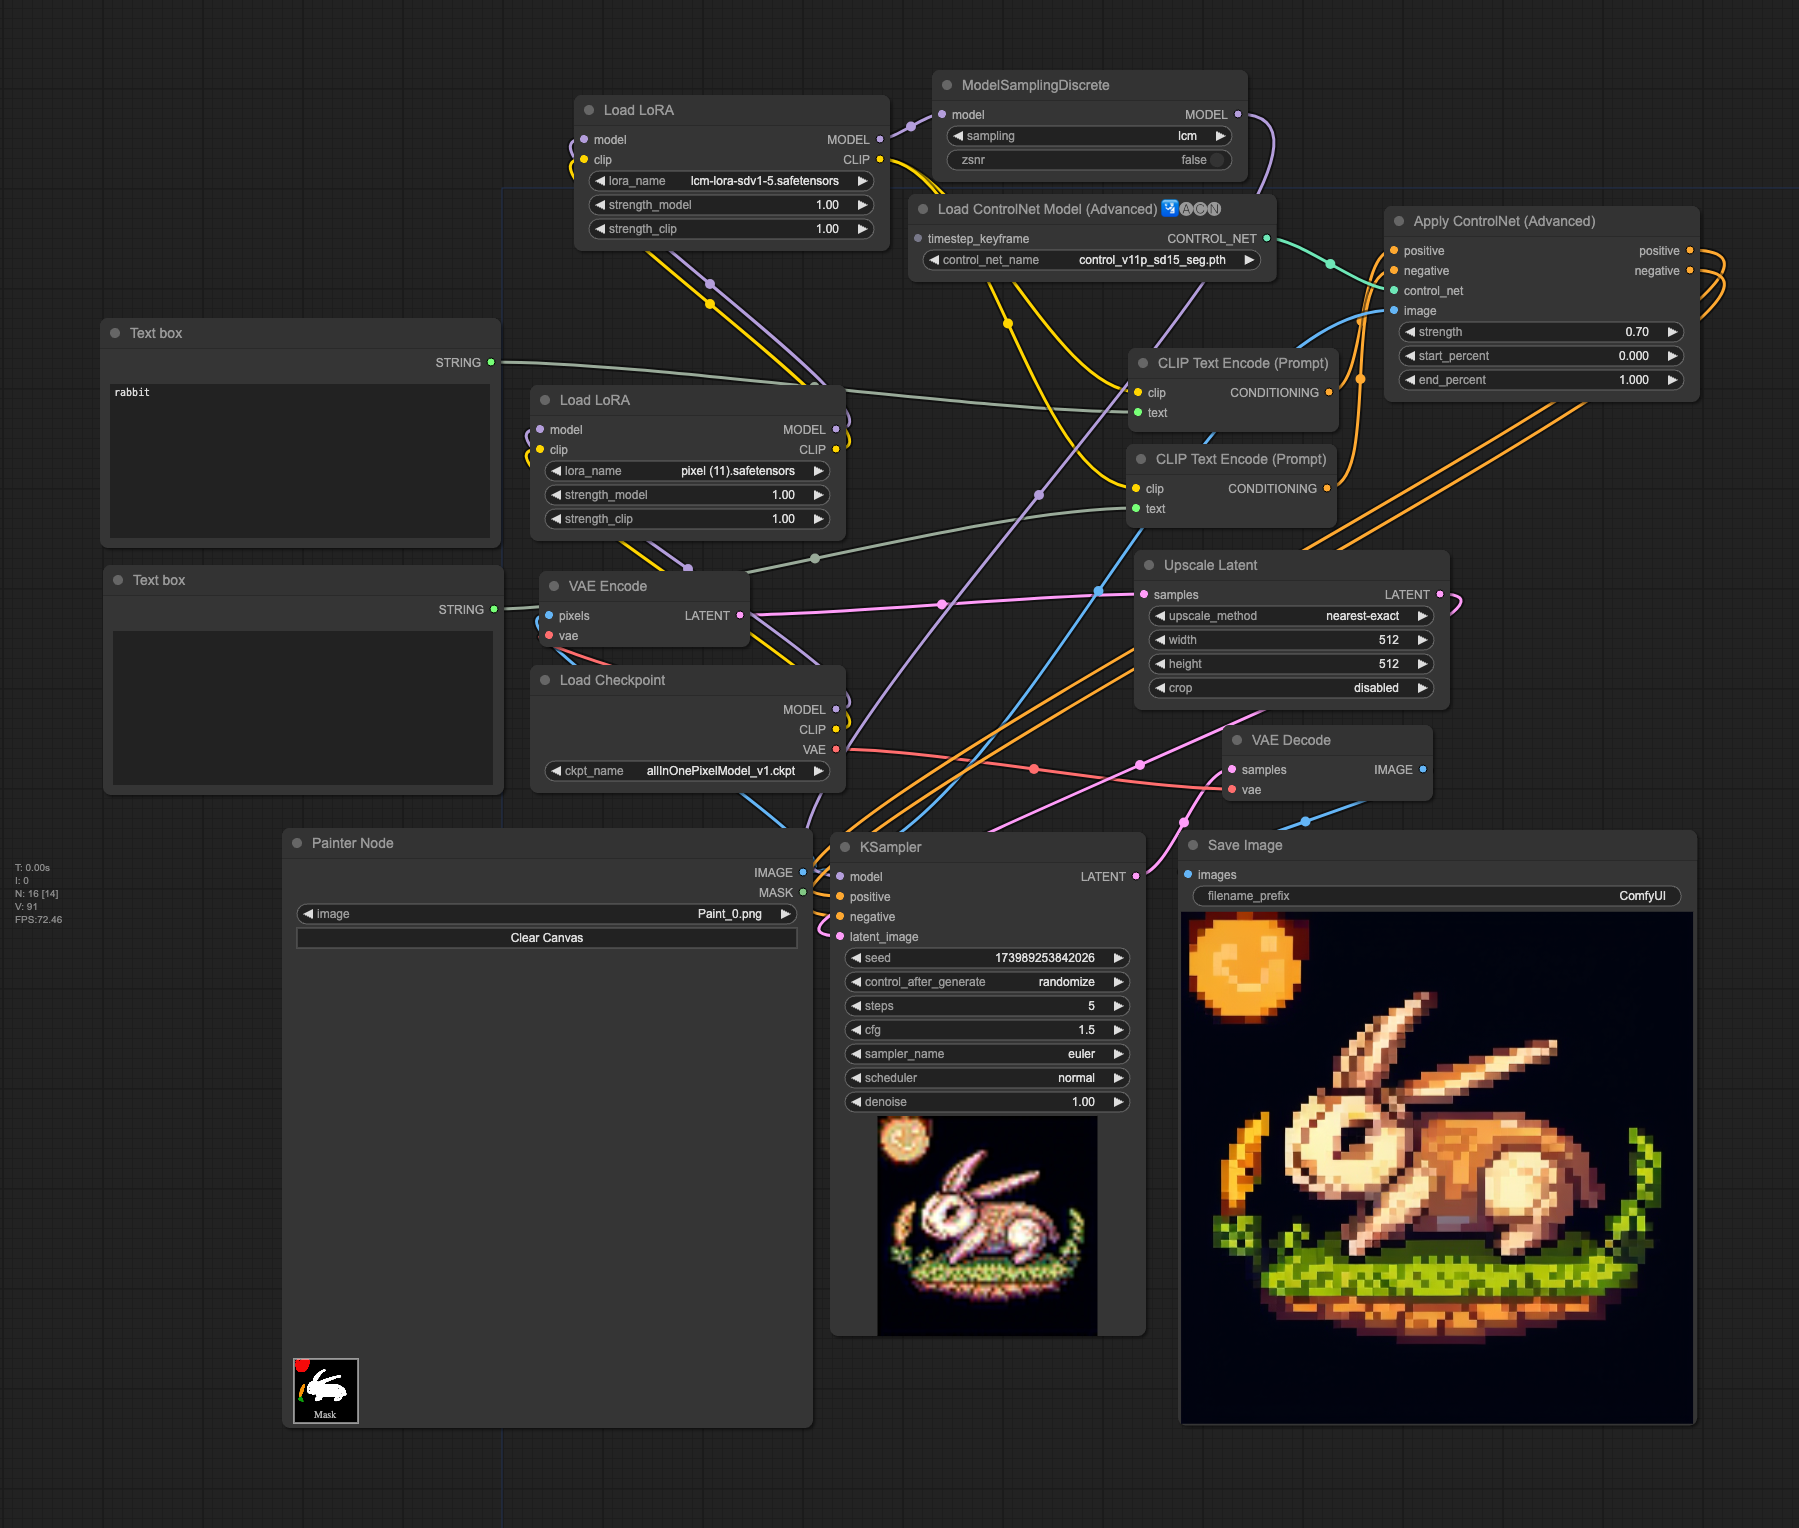 Load LoRA
model MODEL
clip CLIP
lora_name lcm-lora-sdv1-5.safetensors
strength_model 1.00
strength_clip 1.00
ModelSamplingDiscrete
model MODEL
sampling lcm
zsnr false
Load ControlNet Model (Advanced) 🛂🅐🅒🅝
timestep_keyframe CONTROL_NET
control_net_name control_v11p_sd15_seg.pth
Apply ControlNet (Advanced)
positive positive
negative negative
control_net
image
strength 0.70
start_percent 0.000
end_percent 1.000
Text box
STRING
rabbit
Load LoRA
model MODEL
clip CLIP
lora_name pixel (11).safetensors
strength_model 1.00
strength_clip 1.00
CLIP Text Encode (Prompt)
clip CONDITIONING
text
CLIP Text Encode (Prompt)
clip CONDITIONING
text
Text box
STRING
VAE Encode
pixels LATENT
vae
Upscale Latent
samples LATENT
upscale_method nearest-exact
width 512
height 512
crop disabled
Load Checkpoint
MODEL
CLIP
VAE
ckpt_name allInOnePixelModel_v1.ckpt
VAE Decode
samples IMAGE
vae
T: 0.00s
I: 0
N: 16 [14]
V: 91
FPS:72.46
Painter Node
IMAGE
MASK
image Paint_0.png
Clear Canvas
Mask
KSampler
model LATENT
positive
negative
latent_image
seed 173989253842026
control_after_generate randomize
steps 5
cfg 1.5
sampler_name euler
scheduler normal
denoise 1.00
Save Image
images
filename_prefix ComfyUI